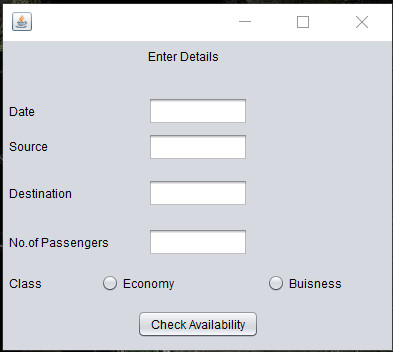 Enter Details
Date
Source
Destination
No.of Passengers
Class Economy Buisness
Check Availability